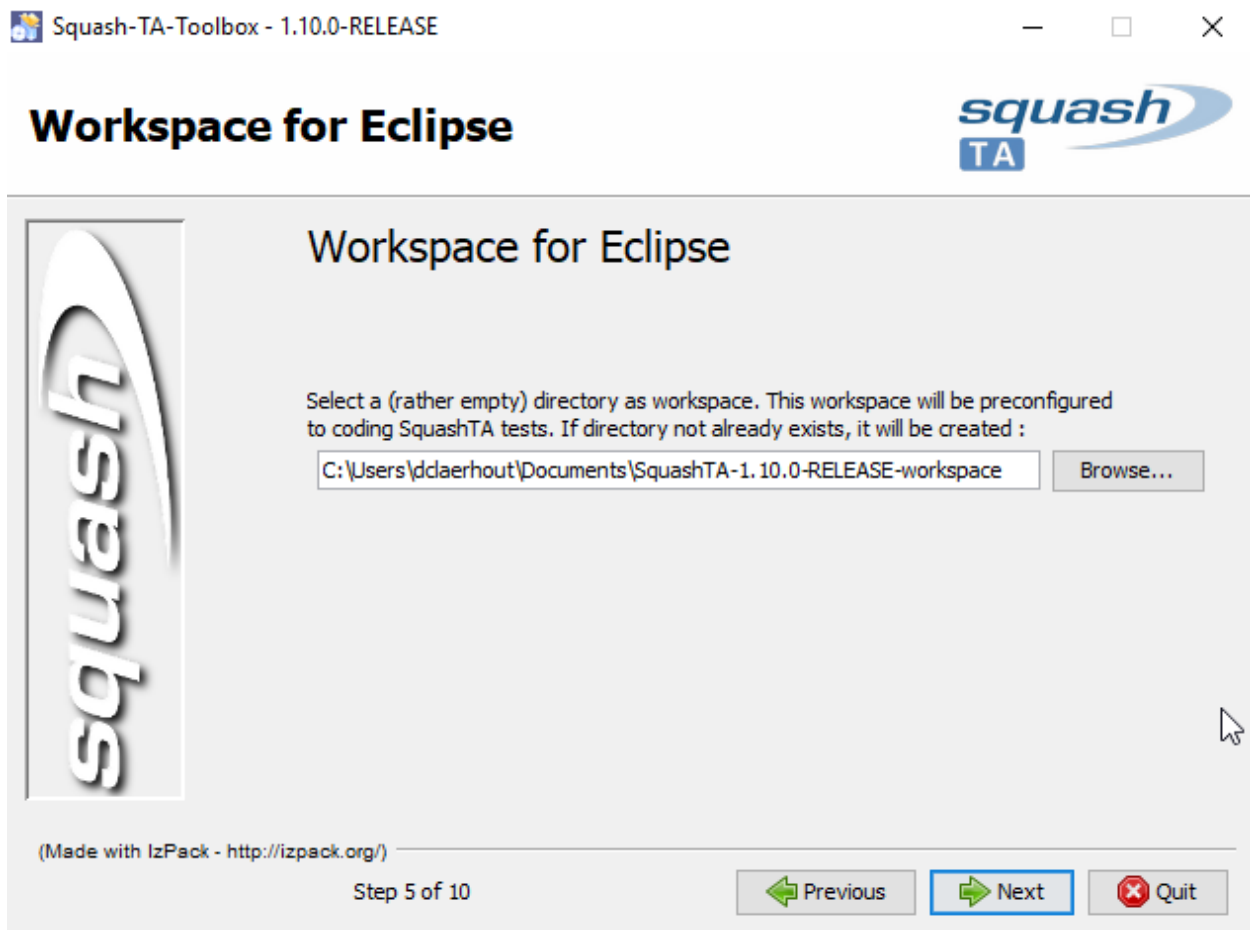 Squash-TA-Toolbox - 1.10.0-RELEASE
Workspace for Eclipse
squash
TA
Workspace for Eclipse
squash
Select a (rather empty) directory as workspace. This workspace will be preconfigured
to coding SquashTA tests. If directory not already exists, it will be created :
C:\Users\dclaerhout\Documents\SquashTA-1.10.0-RELEASE-workspace
Browse...
(Made with IzPack - http://izpack.org/)
Step 5 of 10
Previous
Next
Quit